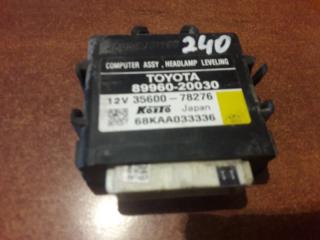 240
COMPUTER ASSY, HEADLAMP LEVELING
TOYOTA
89960-20030
12V 35600-78276
Koito Japan
68KAA033336